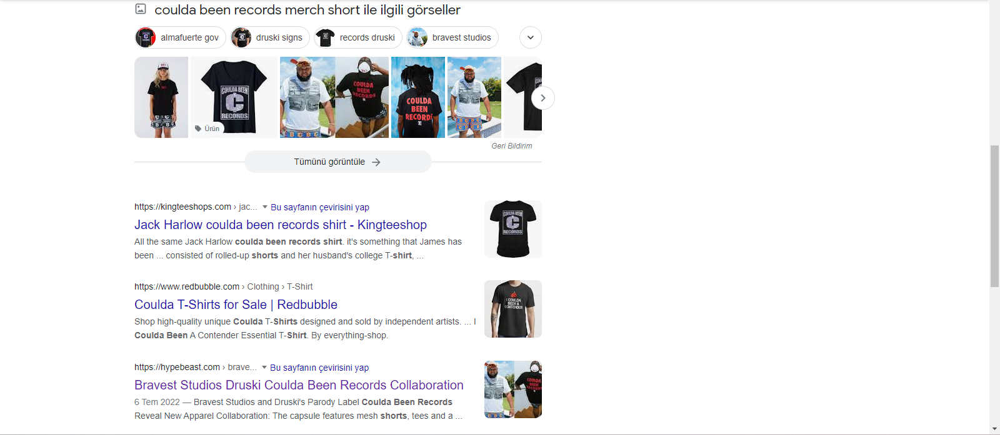 coulda been records merch short ile ilgili görseller
almafuerte gov
druski signs
records druski
bravest studios
COULDA BEEN
C
RECORDS
Ürün
COULDA
BEEN
RECORDS
COULDA
BEEN
RECORDS
Geri Bildirim
Tümünü görüntüle
https://kingteeshops.com › jac... Bu sayfanın çevirisini yap
Jack Harlow coulda been records shirt - Kingteeshop
All the same Jack Harlow coulda been records shirt. it's something that James has
been ... consisted of rolled-up shorts and her husband's college T-shirt, ...
COULDA BEEN
C
RECORDS
https://www.redbubble.com › Clothing › T-Shirt
Coulda T-Shirts for Sale | Redbubble
Shop high-quality unique Coulda T-Shirts designed and sold by independent artists. ... I
Coulda Been A Contender Essential T-Shirt. By everything-shop.
I COULDA
BEEN A
CONTENDER
https://hypebeast.com › brave... Bu sayfanın çevirisini yap
Bravest Studios Druski Coulda Been Records Collaboration
6 Tem 2022 — Bravest Studios and Druski's Parody Label Coulda Been Records
Reveal New Apparel Collaboration: The capsule features mesh shorts, tees and a ...
COULDA
BEEN
RECORDS